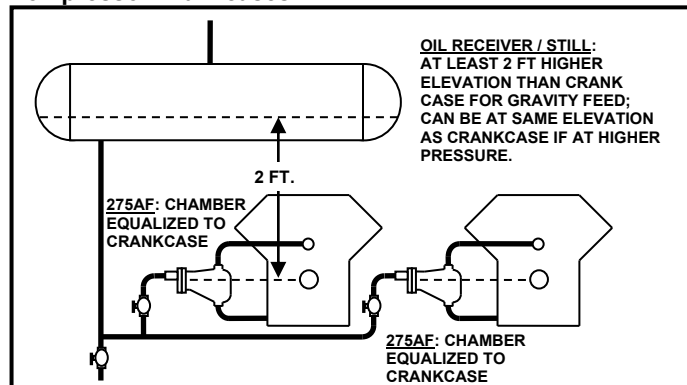 OIL RECEIVER / STILL:
AT LEAST 2 FT HIGHER
ELEVATION THAN CRANK
CASE FOR GRAVITY FEED;
CAN BE AT SAME ELEVATION
AS CRANKCASE IF AT HIGHER
PRESSURE.
2 FT.
275AF: CHAMBER
EQUALIZED TO
CRANKCASE
275AF: CHAMBER
EQUALIZED TO
CRANKCASE